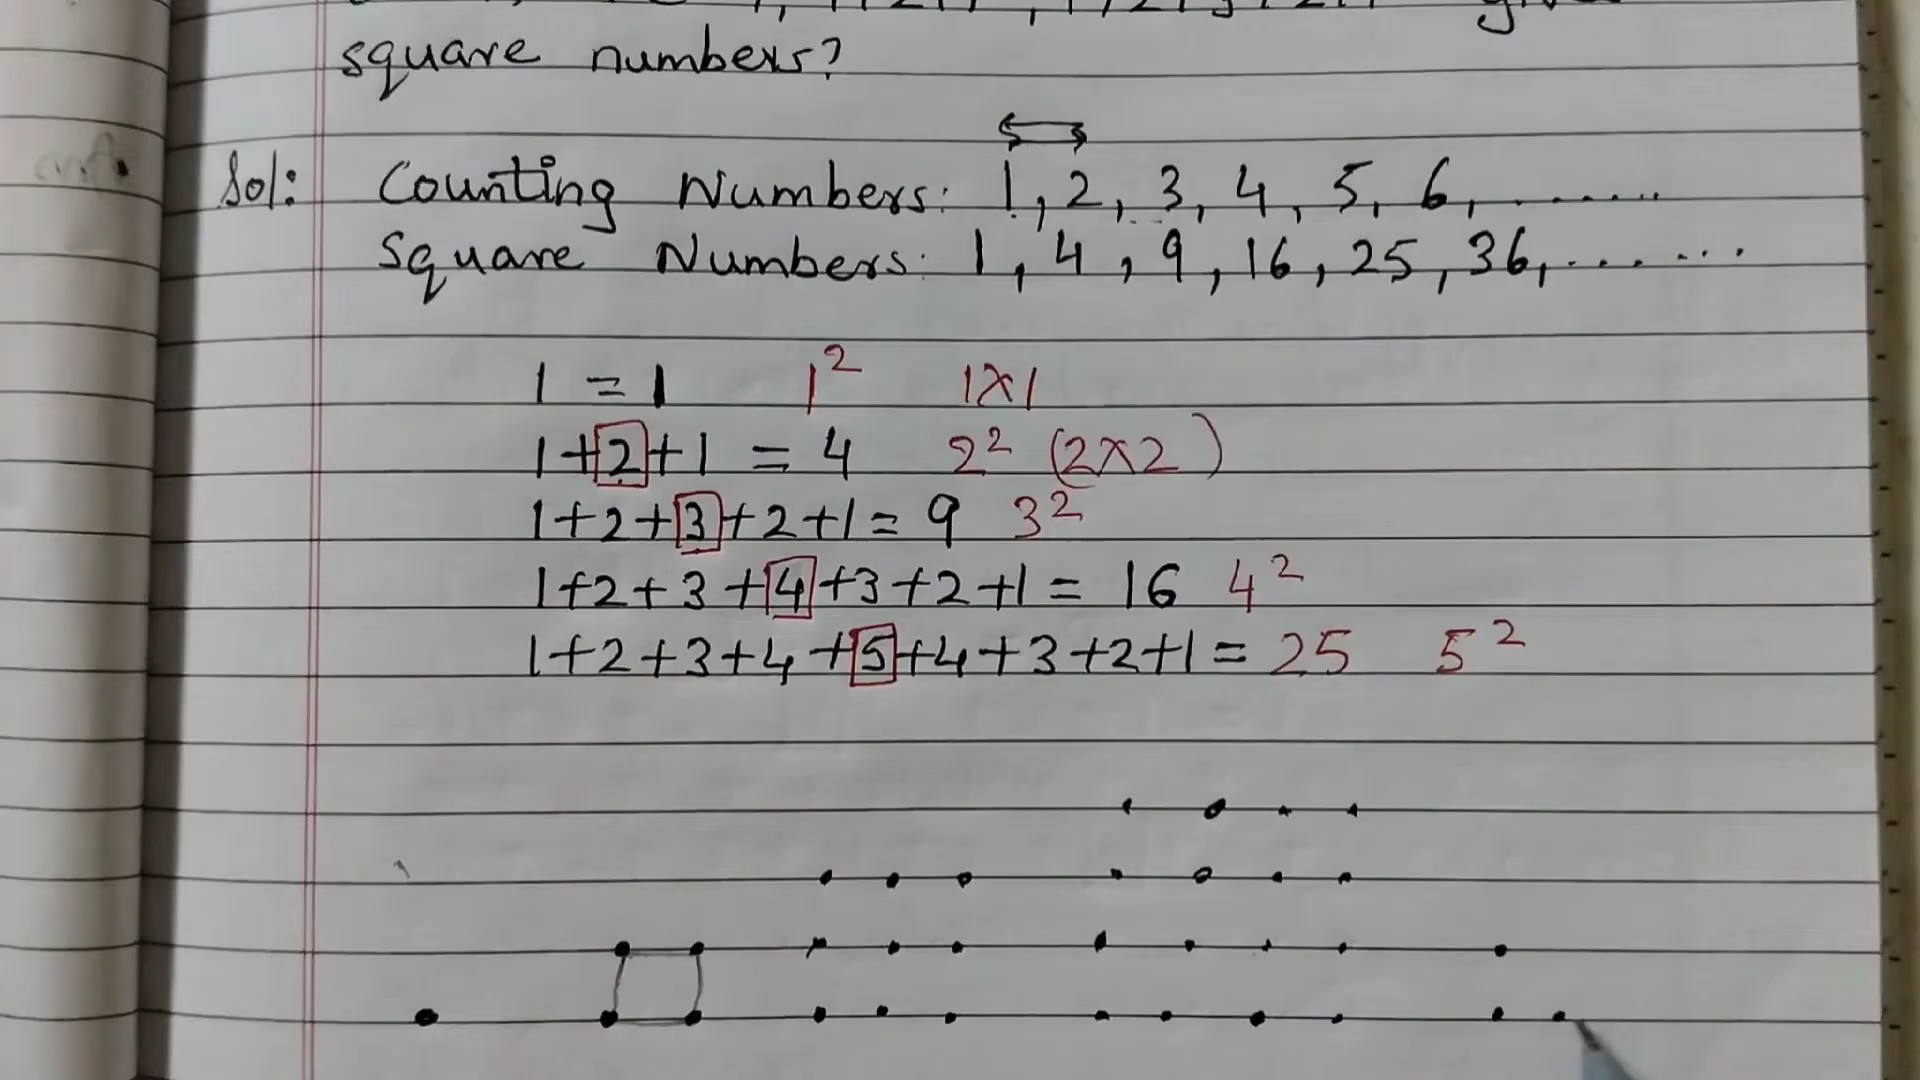 square numbers?
Sol: Counting Numbers: 1, 2, 3, 4, 5, 6, .......
Square Numbers: 1, 4, 9, 16, 25, 36, .......
1 = 1 1² 1×1
1+2+1 = 4 2² (2×2)
1+2+3+2+1 = 9 3²
1+2+3+4+3+2+1 = 16 4²
1+2+3+4+5+4+3+2+1 = 25 5²